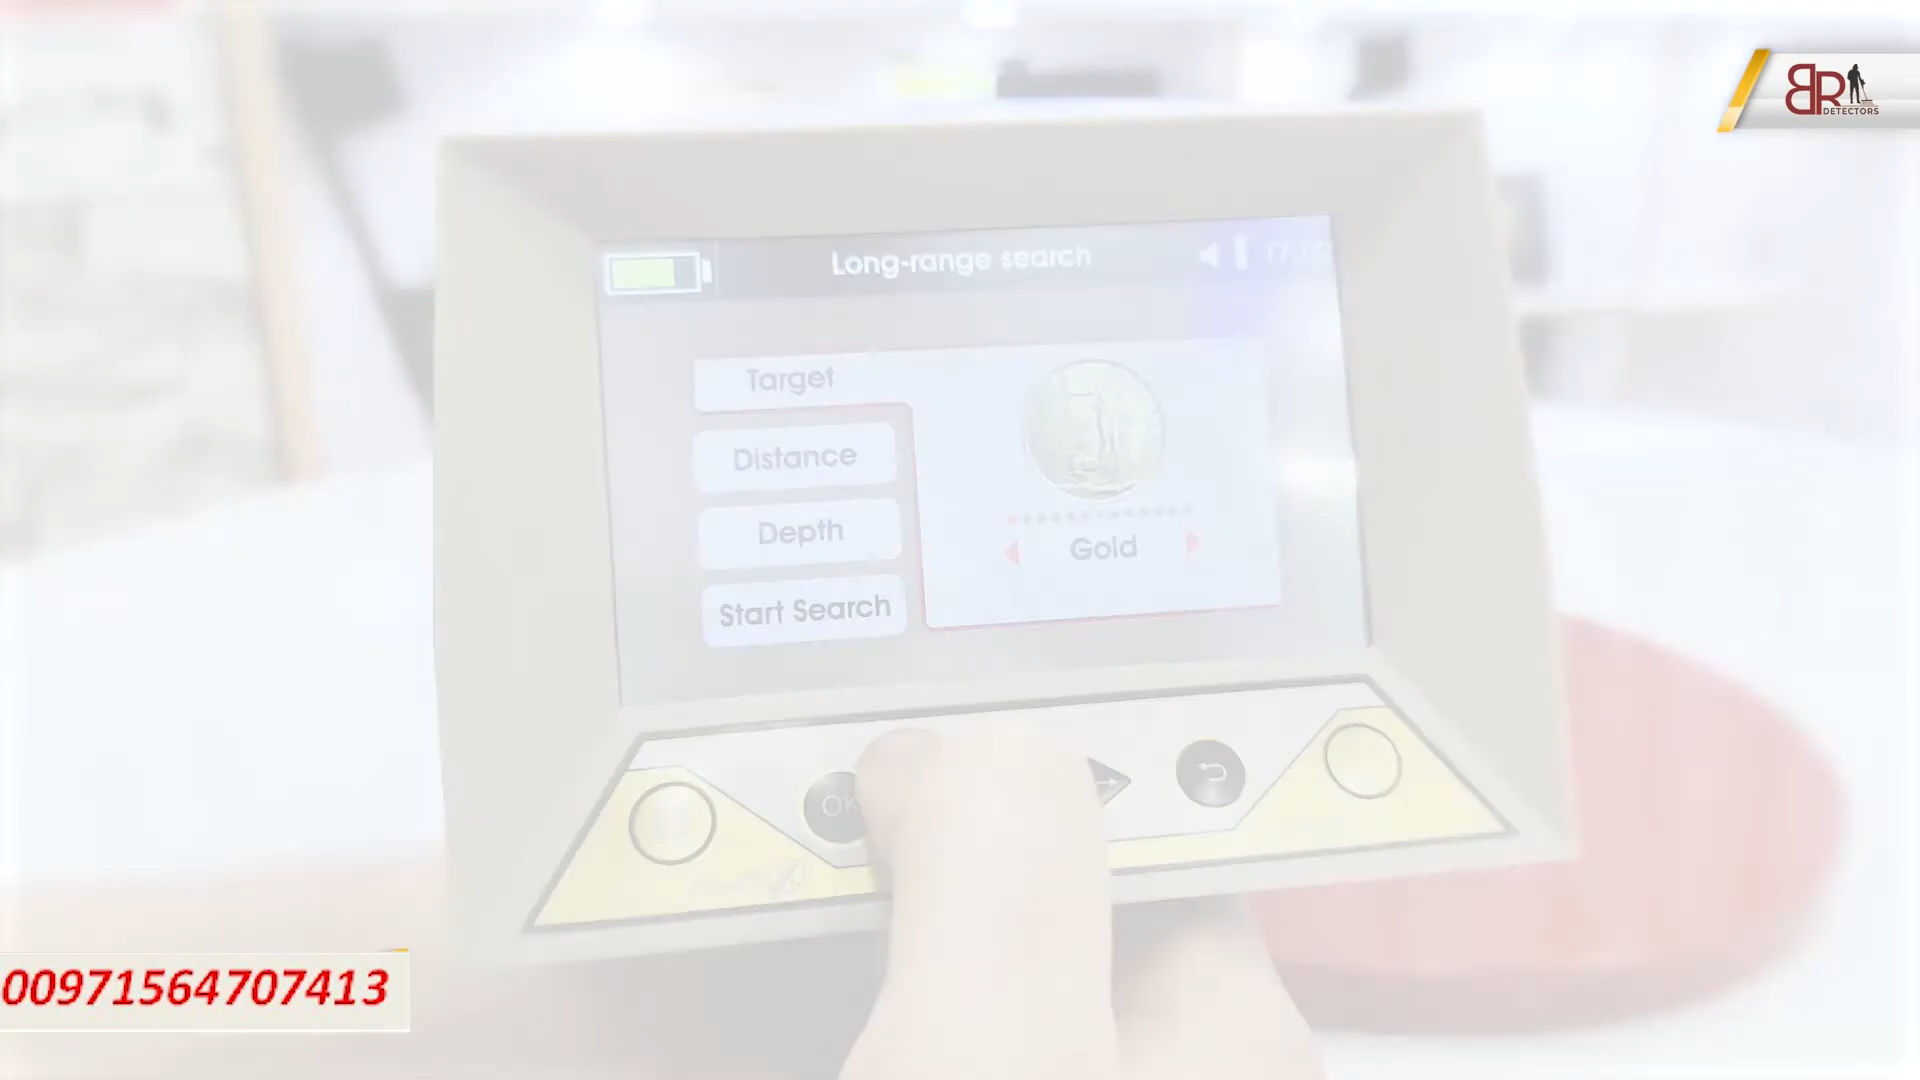 BR
DETECTORS
Long-range search
Target
Distance
Depth
Start Search
Gold
OK
00971564707413